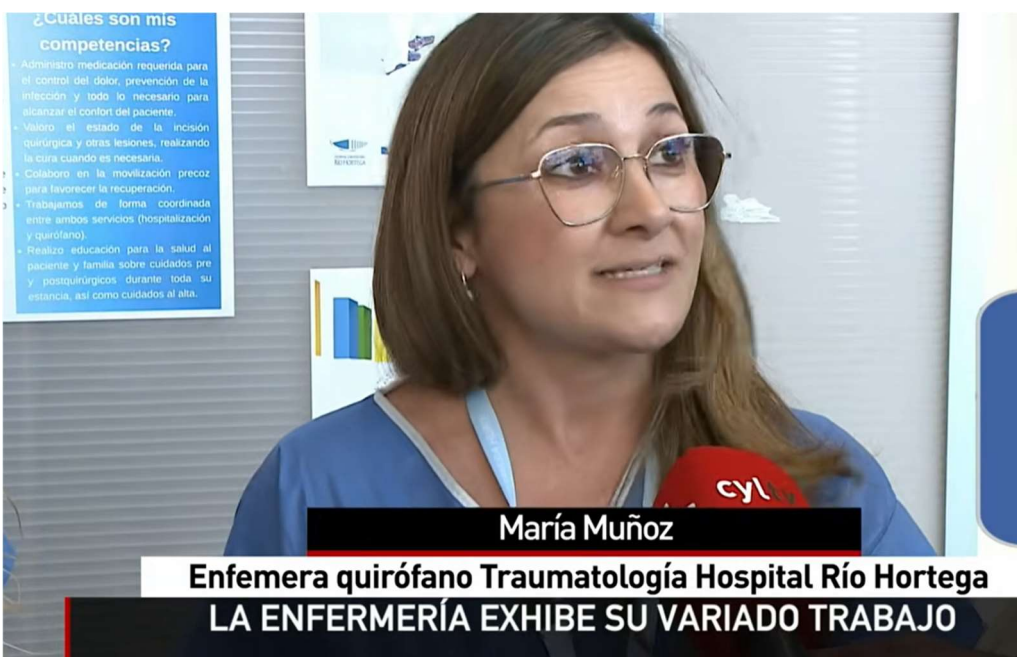 ¿Cuáles son mis
competencias?
• Administro medicación requerida para
el control del dolor, prevención de la
infección y todo lo necesario para
alcanzar el confort del paciente.
• Valoro el estado de la incisión
quirúrgica y otras lesiones, realizando
la cura cuando es necesaria.
• Colaboro en la movilización precoz
para favorecer la recuperación.
• Trabajamos de forma coordinada
entre ambos servicios (hospitalización
y quirófano).
• Realizo educación para la salud al
paciente y familia sobre cuidados pre
y postquirúrgicos durante toda su
estancia, así como cuidados al alta.
RÍO HORTEGA
cyltv
María Muñoz
Enfemera quirófano Traumatología Hospital Río Hortega
LA ENFERMERÍA EXHIBE SU VARIADO TRABAJO